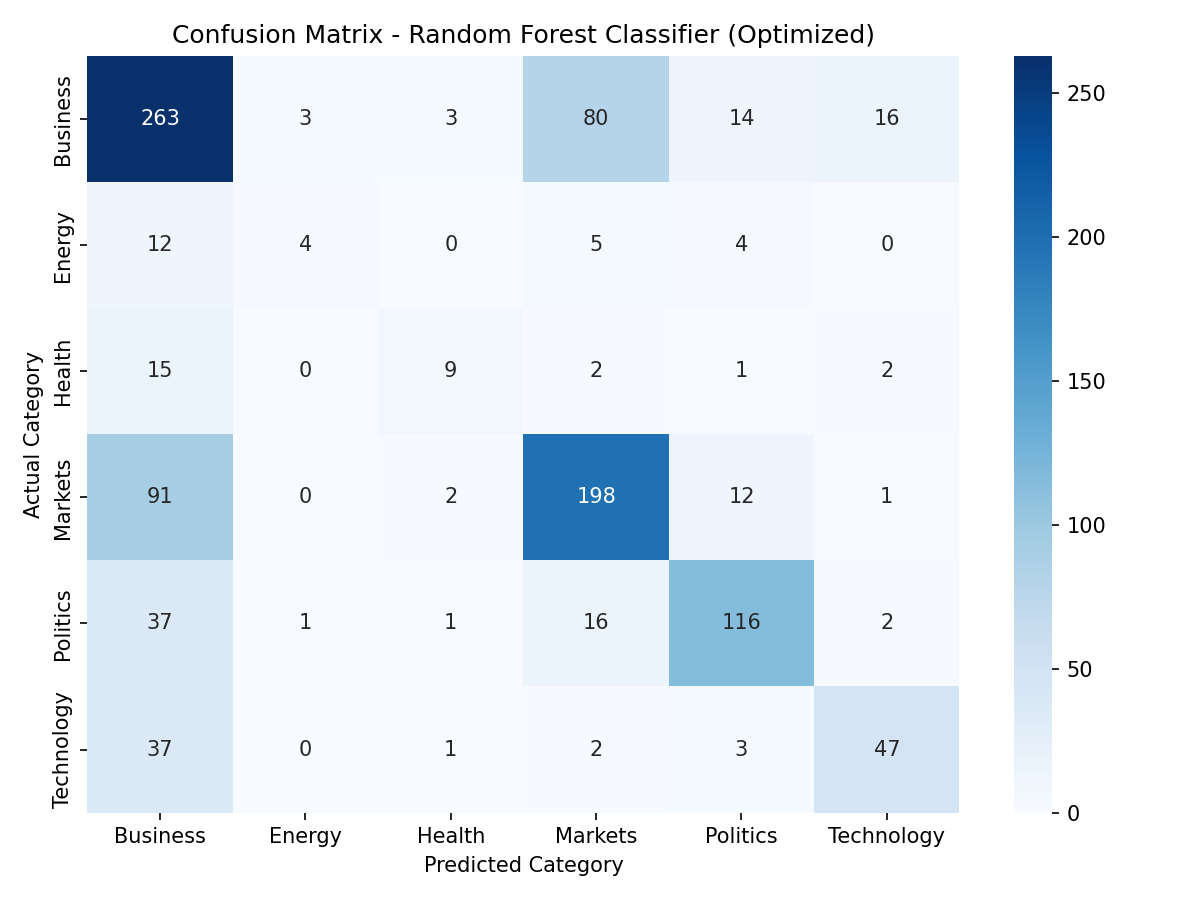 Confusion Matrix - Random Forest Classifier (Optimized)
Actual Category
Business 263 3 3 80 14 16
Energy 12 4 0 5 4 0
Health 15 0 9 2 1 2
Markets 91 0 2 198 12 1
Politics 37 1 1 16 116 2
Technology 37 0 1 2 3 47
Business Energy Health Markets Politics Technology
Predicted Category
250
200
150
100
50
0